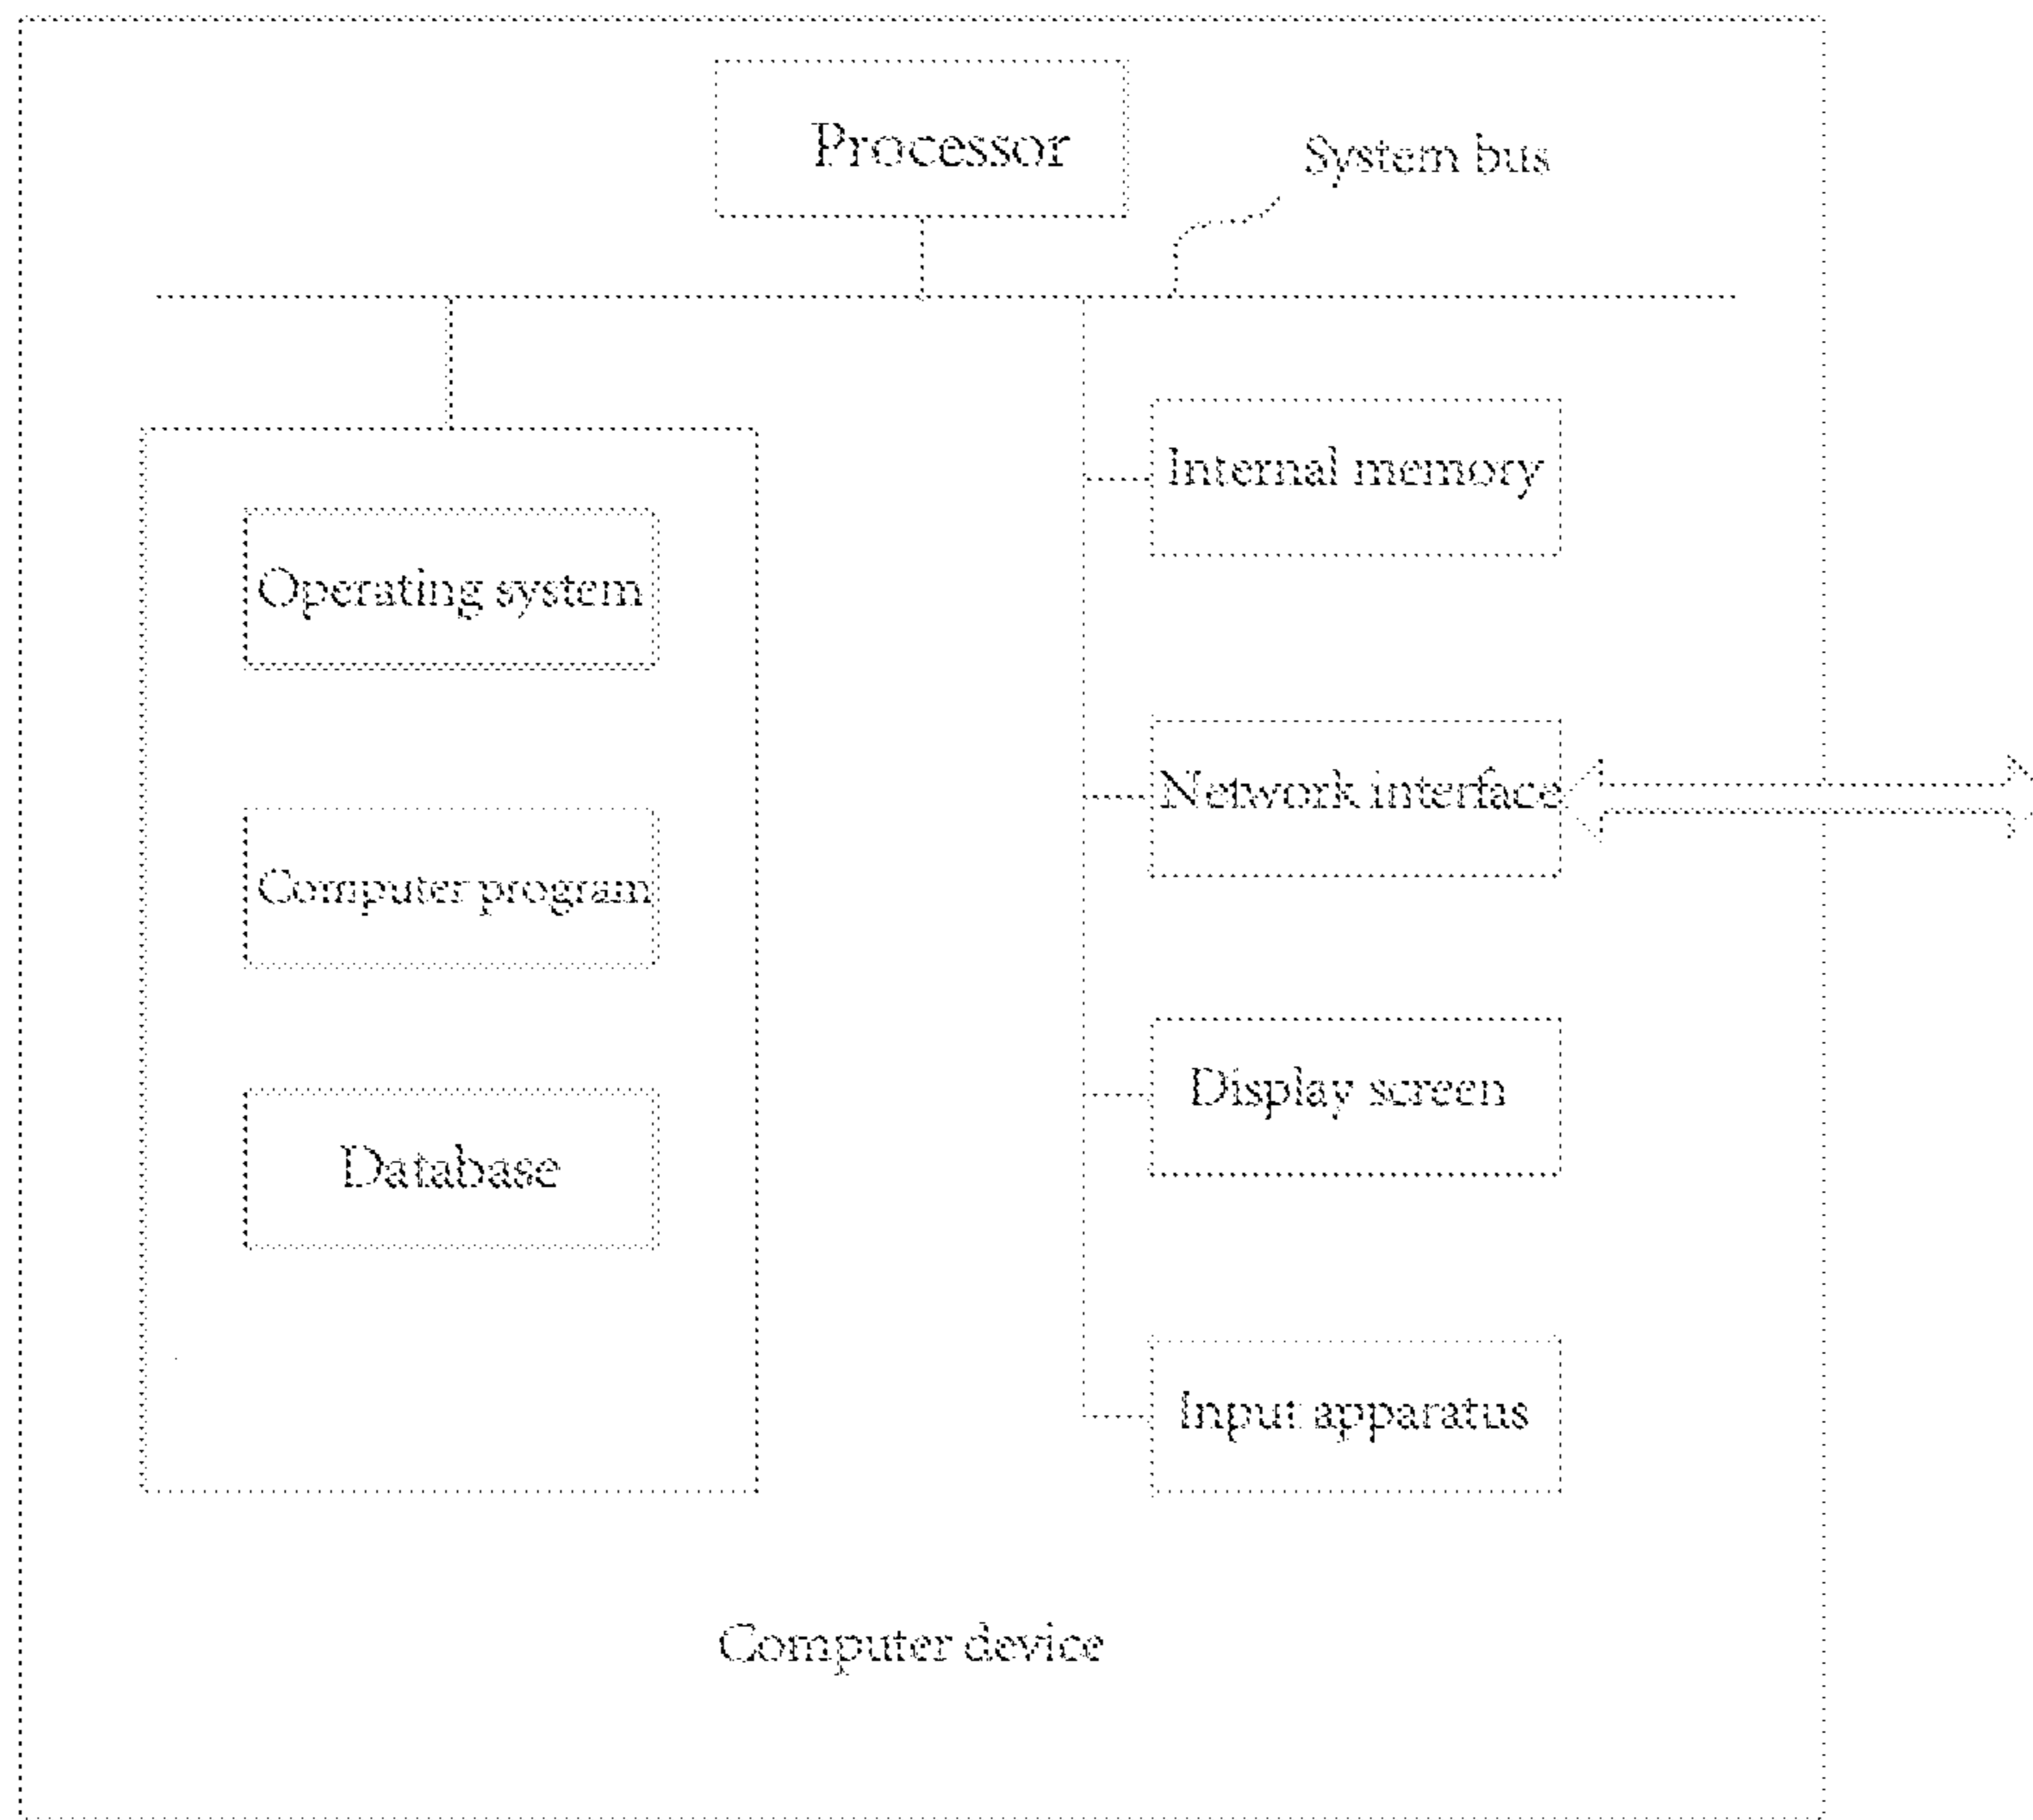 Processor
System bus
Operating system
Computer program
Database
Internal memory
Network interface
Display screen
Input apparatus
Computer device